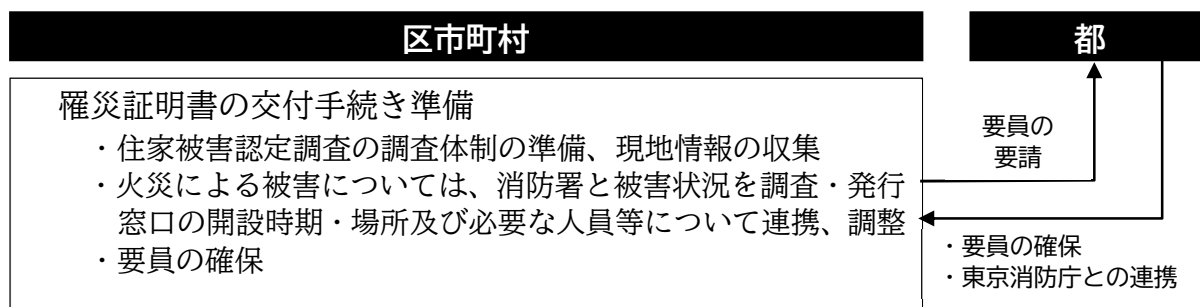 区市町村
都
罹災証明書の交付手続き準備
・住家被害認定調査の調査体制の準備、現地情報の収集
・火災による被害については、消防署と被害状況を調査・発行
窓口の開設時期・場所及び必要な人員等について連携、調整
・要員の確保
要員の
要請
・要員の確保
・東京消防庁との連携